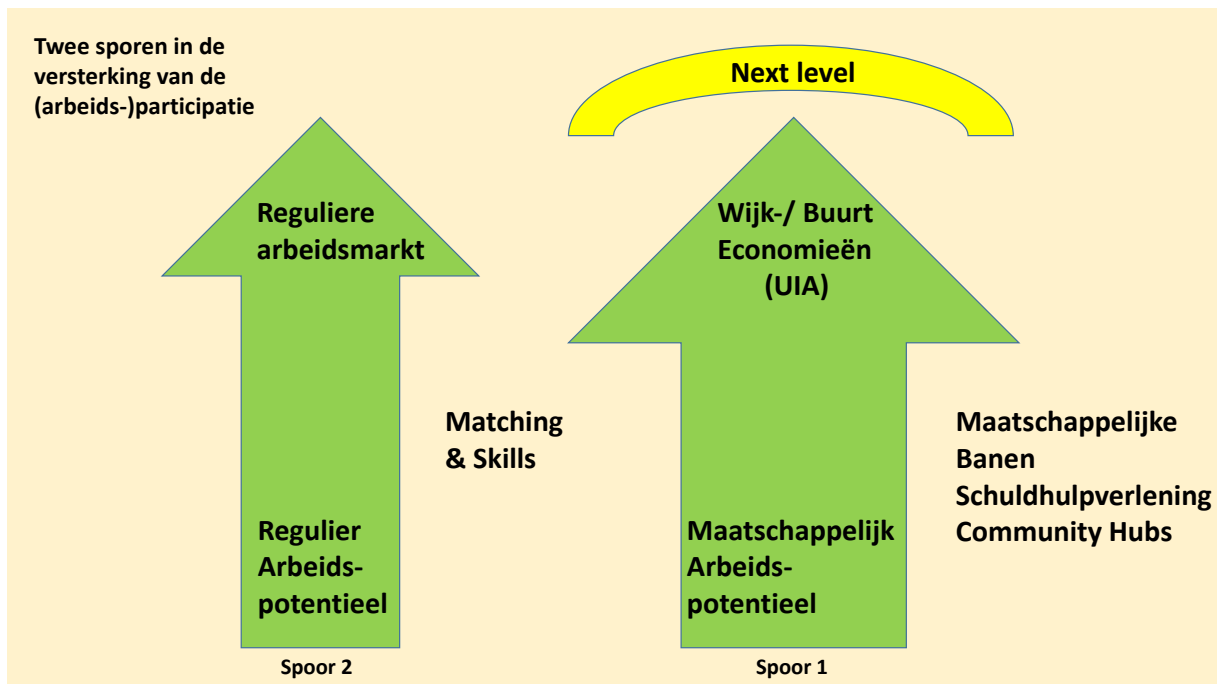 Twee sporen in de
versterking van de
(arbeids-)participatie
Next level
Reguliere
arbeidsmarkt
Wijk-/ Buurt
Economieën
(UIA)
Matching
& Skills
Maatschappelijke
Banen
Schuldhulpverlening
Community Hubs
Regulier
Arbeids-
potentieel
Maatschappelijk
Arbeids-
potentieel
Spoor 2
Spoor 1